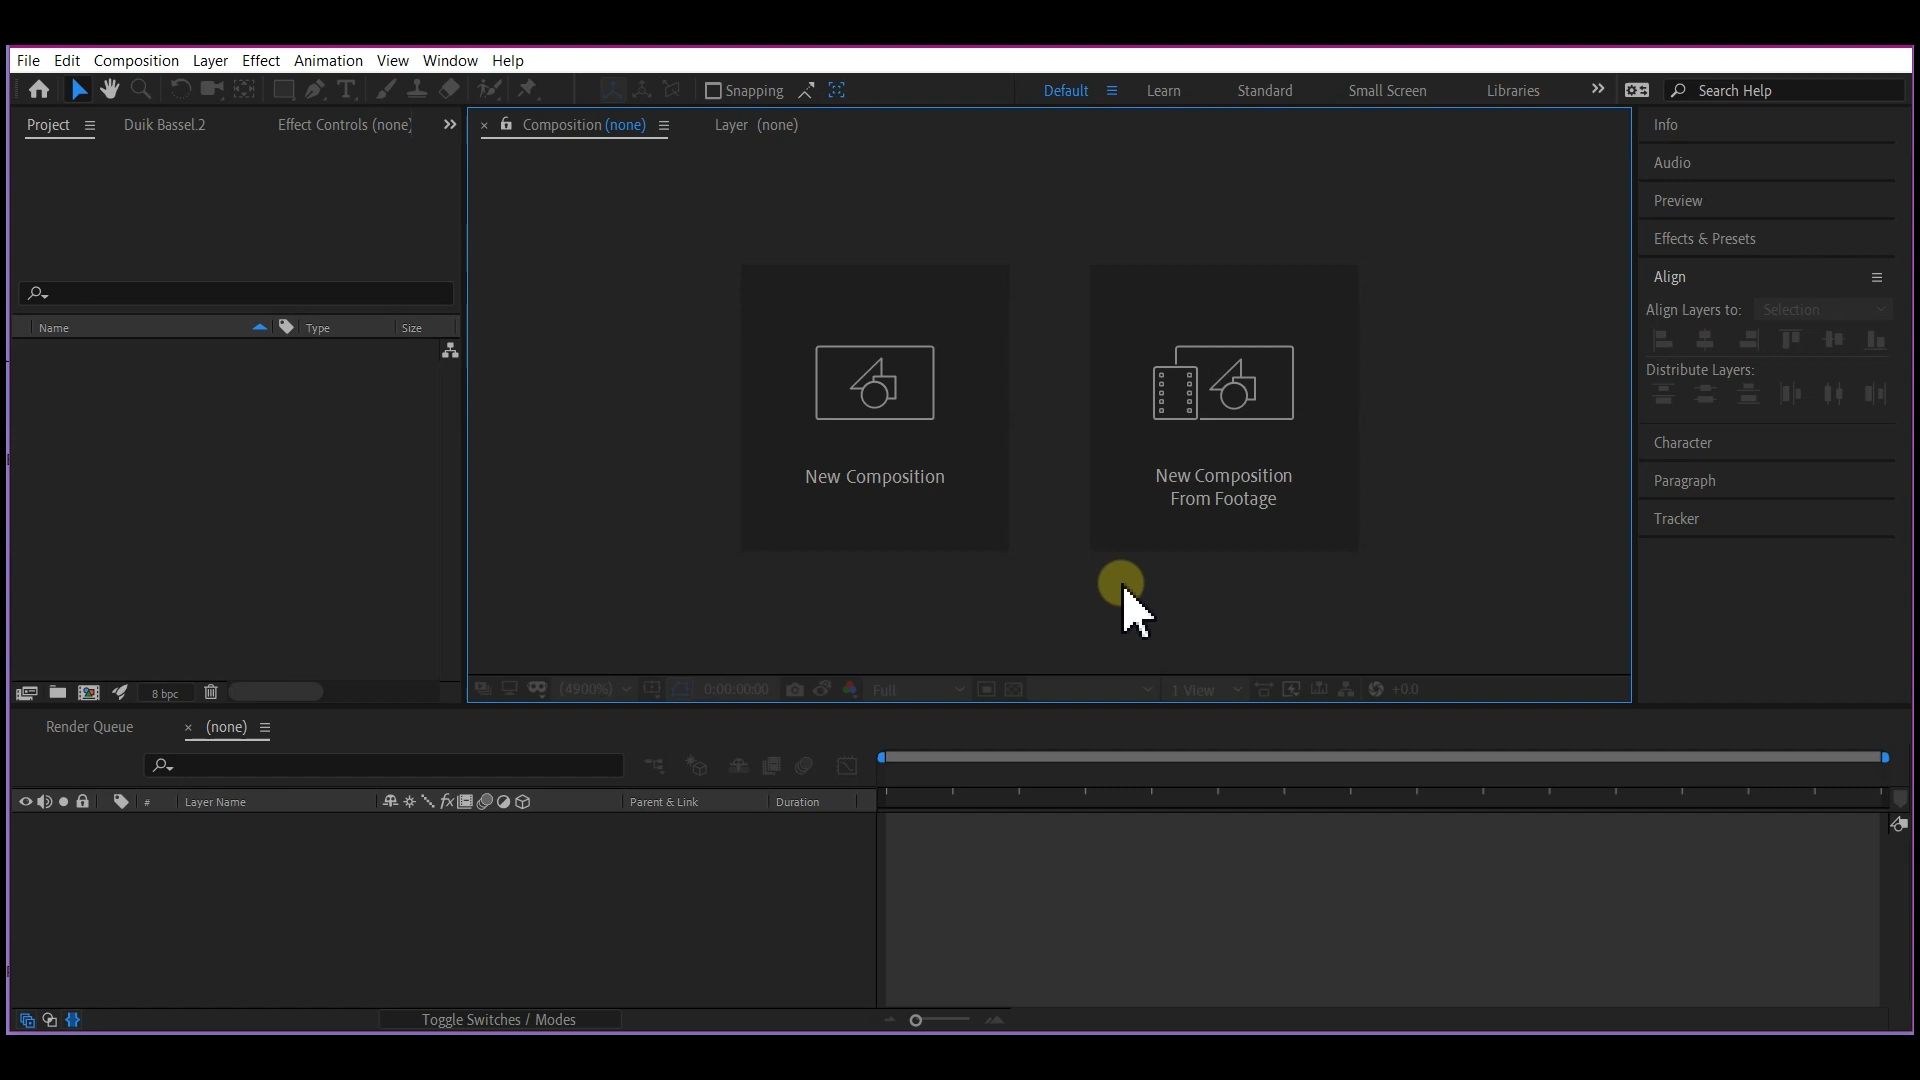 File Edit Composition Layer Effect Animation View Window Help
Snapping Default Learn Standard Small Screen Libraries Search Help
Project Duik Bassel.2 Effect Controls (none)
Composition (none) Layer (none)
Name Type Size
New Composition
New Composition
From Footage
Info
Audio
Preview
Effects & Presets
Align
Align Layers to: Selection
Distribute Layers:
Character
Paragraph
Tracker
8 bpc
(4900%) 0:00:00:00 Full 1 View +0.0
Render Queue (none)
# Layer Name fx Parent & Link Duration
Toggle Switches / Modes